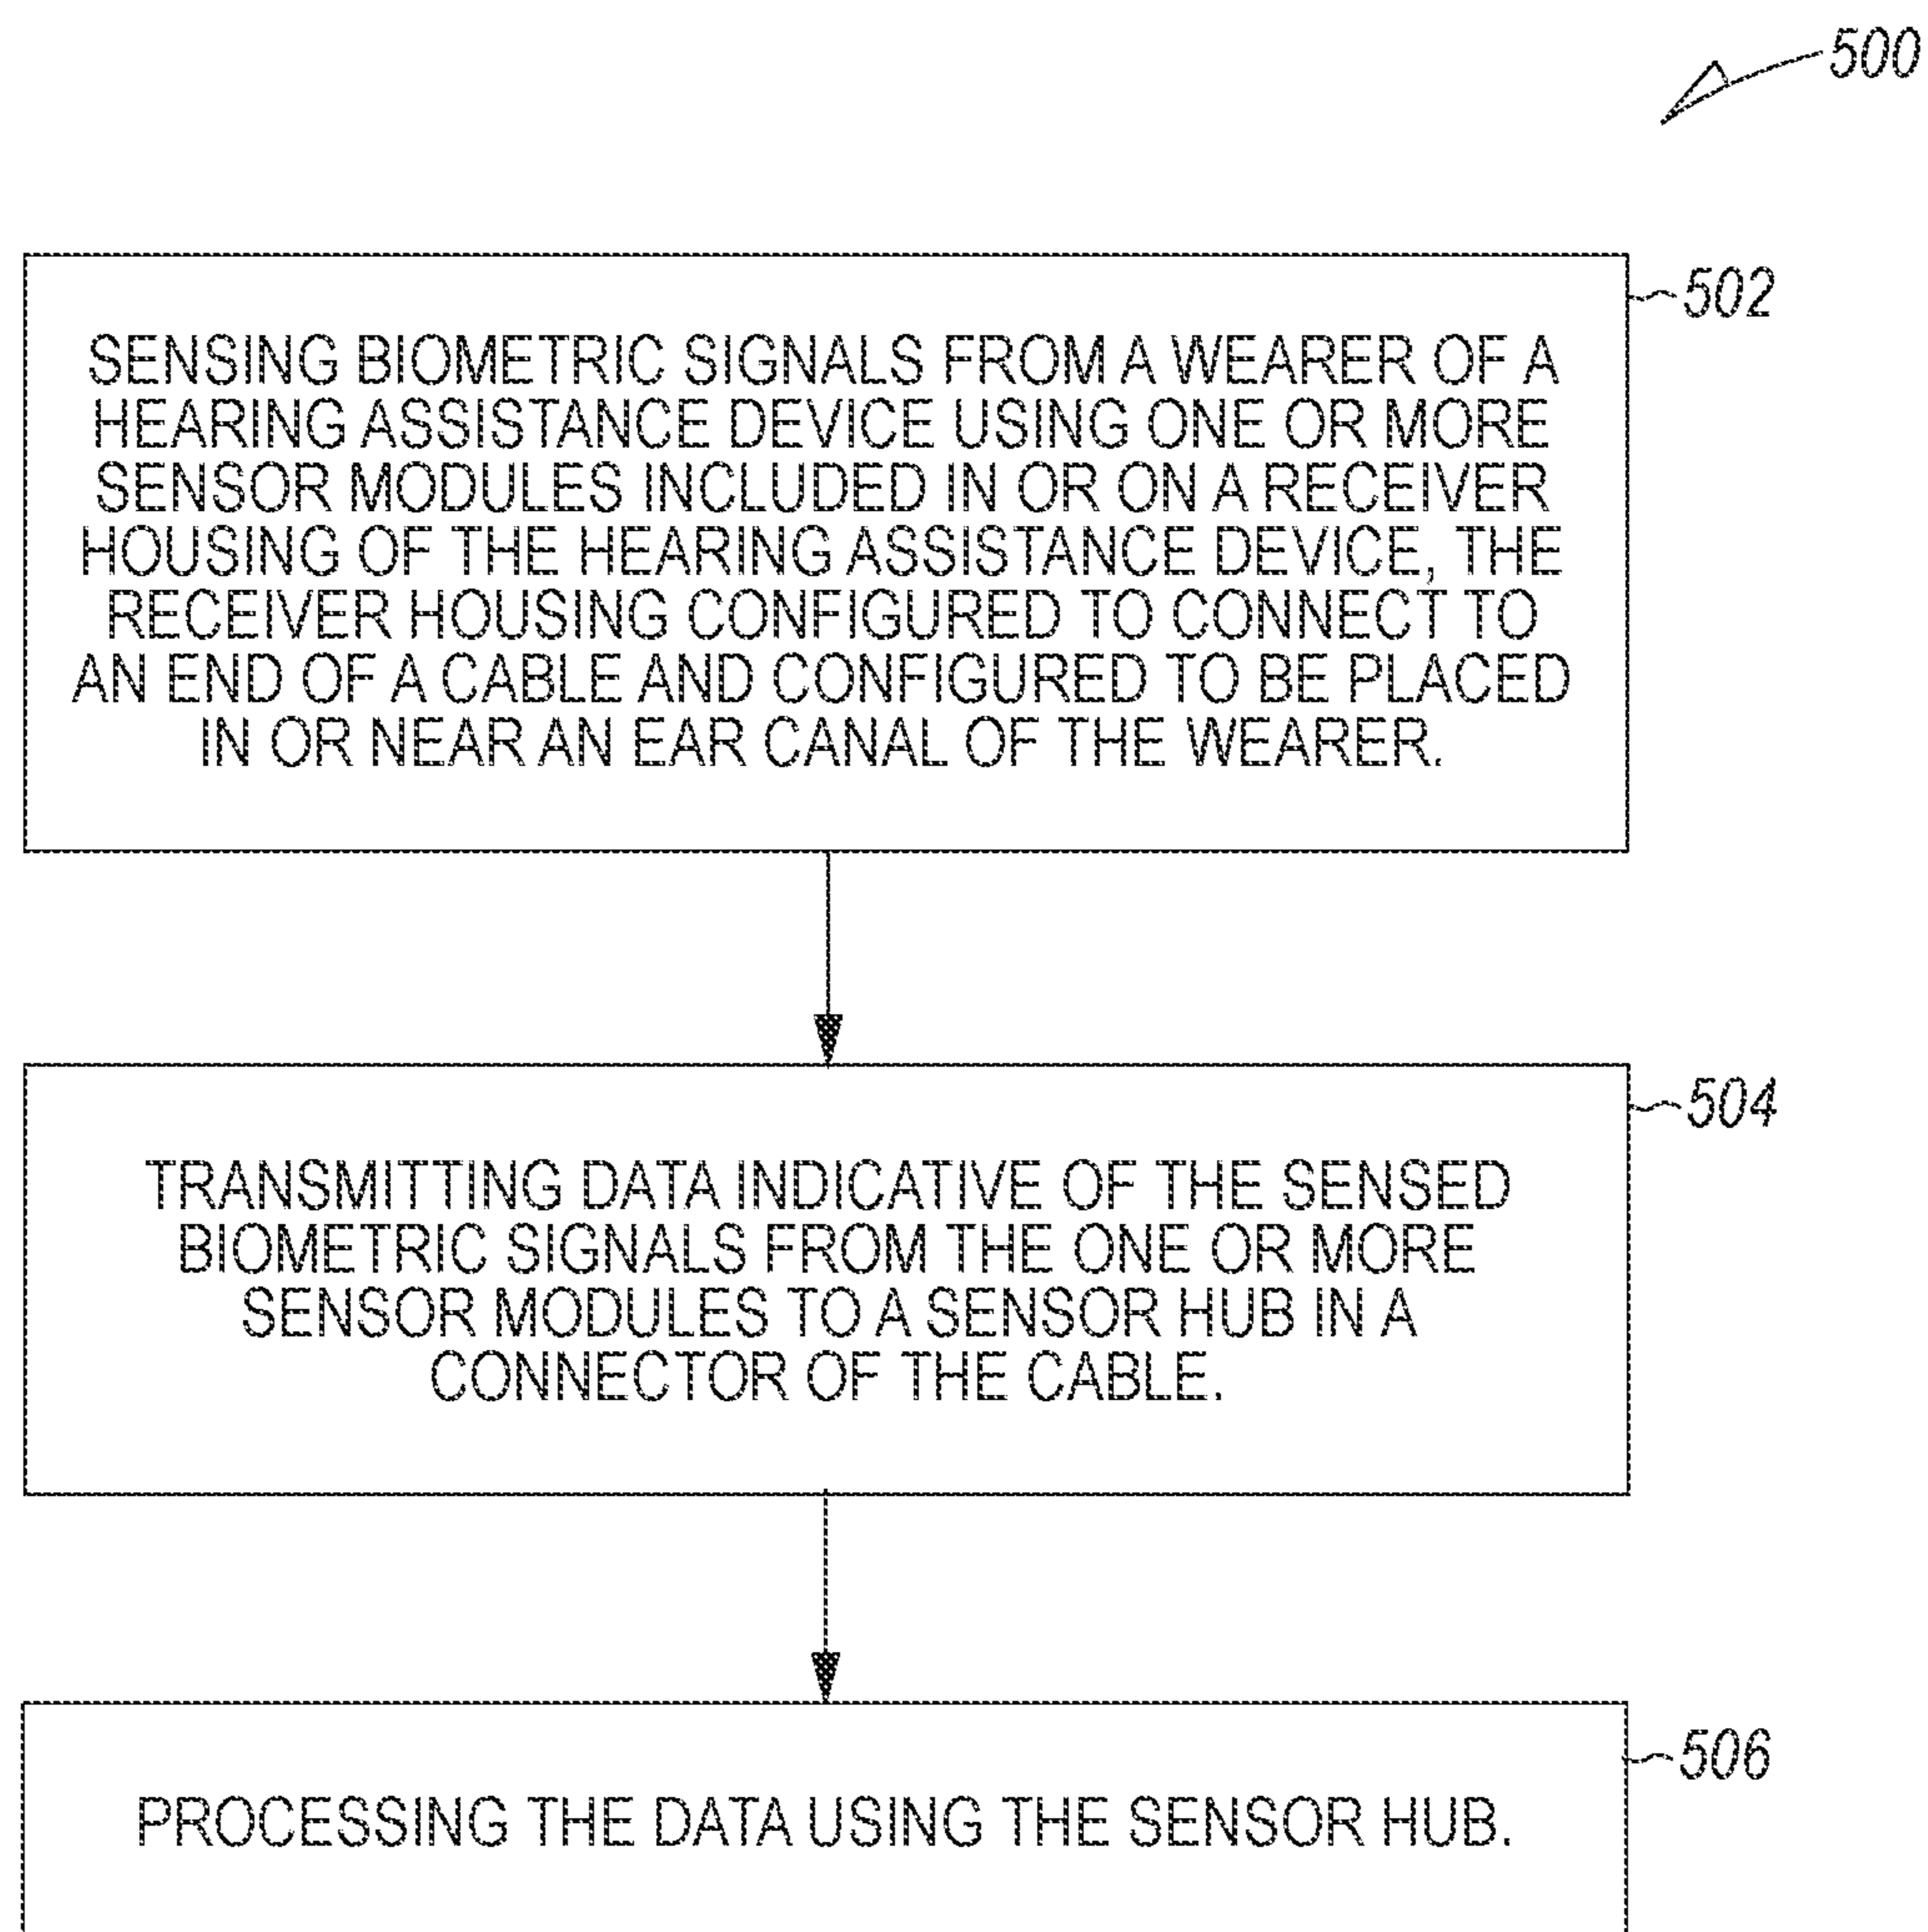 500
502
SENSING BIOMETRIC SIGNALS FROM A WEARER OF A
HEARING ASSISTANCE DEVICE USING ONE OR MORE
SENSOR MODULES INCLUDED IN OR ON A RECEIVER
HOUSING OF THE HEARING ASSISTANCE DEVICE, THE
RECEIVER HOUSING CONFIGURED TO CONNECT TO
AN END OF A CABLE AND CONFIGURED TO BE PLACED
IN OR NEAR AN EAR CANAL OF THE WEARER.
504
TRANSMITTING DATA INDICATIVE OF THE SENSED
BIOMETRIC SIGNALS FROM THE ONE OR MORE
SENSOR MODULES TO A SENSOR HUB IN A
CONNECTOR OF THE CABLE.
506
PROCESSING THE DATA USING THE SENSOR HUB.